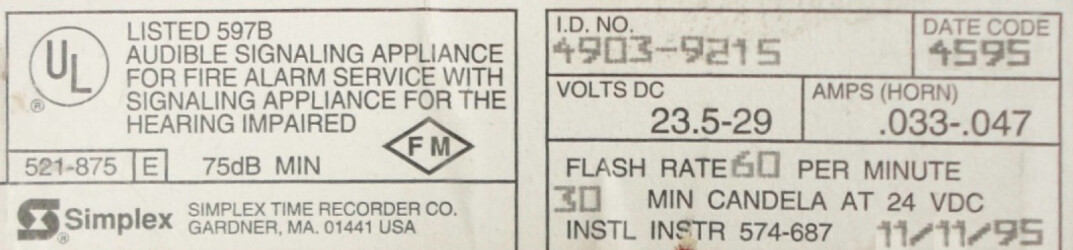 UL
®
LISTED 597B
AUDIBLE SIGNALING APPLIANCE
FOR FIRE ALARM SERVICE WITH
SIGNALING APPLIANCE FOR THE
HEARING IMPAIRED
FM
521-875 E 75dB MIN
Simplex ®
SIMPLEX TIME RECORDER CO.
GARDNER, MA. 01441 USA
I.D. NO.
4903-9215
DATE CODE
4595
VOLTS DC
23.5-29
AMPS (HORN)
.033-.047
FLASH RATE 60 PER MINUTE
30 MIN CANDELA AT 24 VDC
INSTL INSTR 574-687 11/11/95